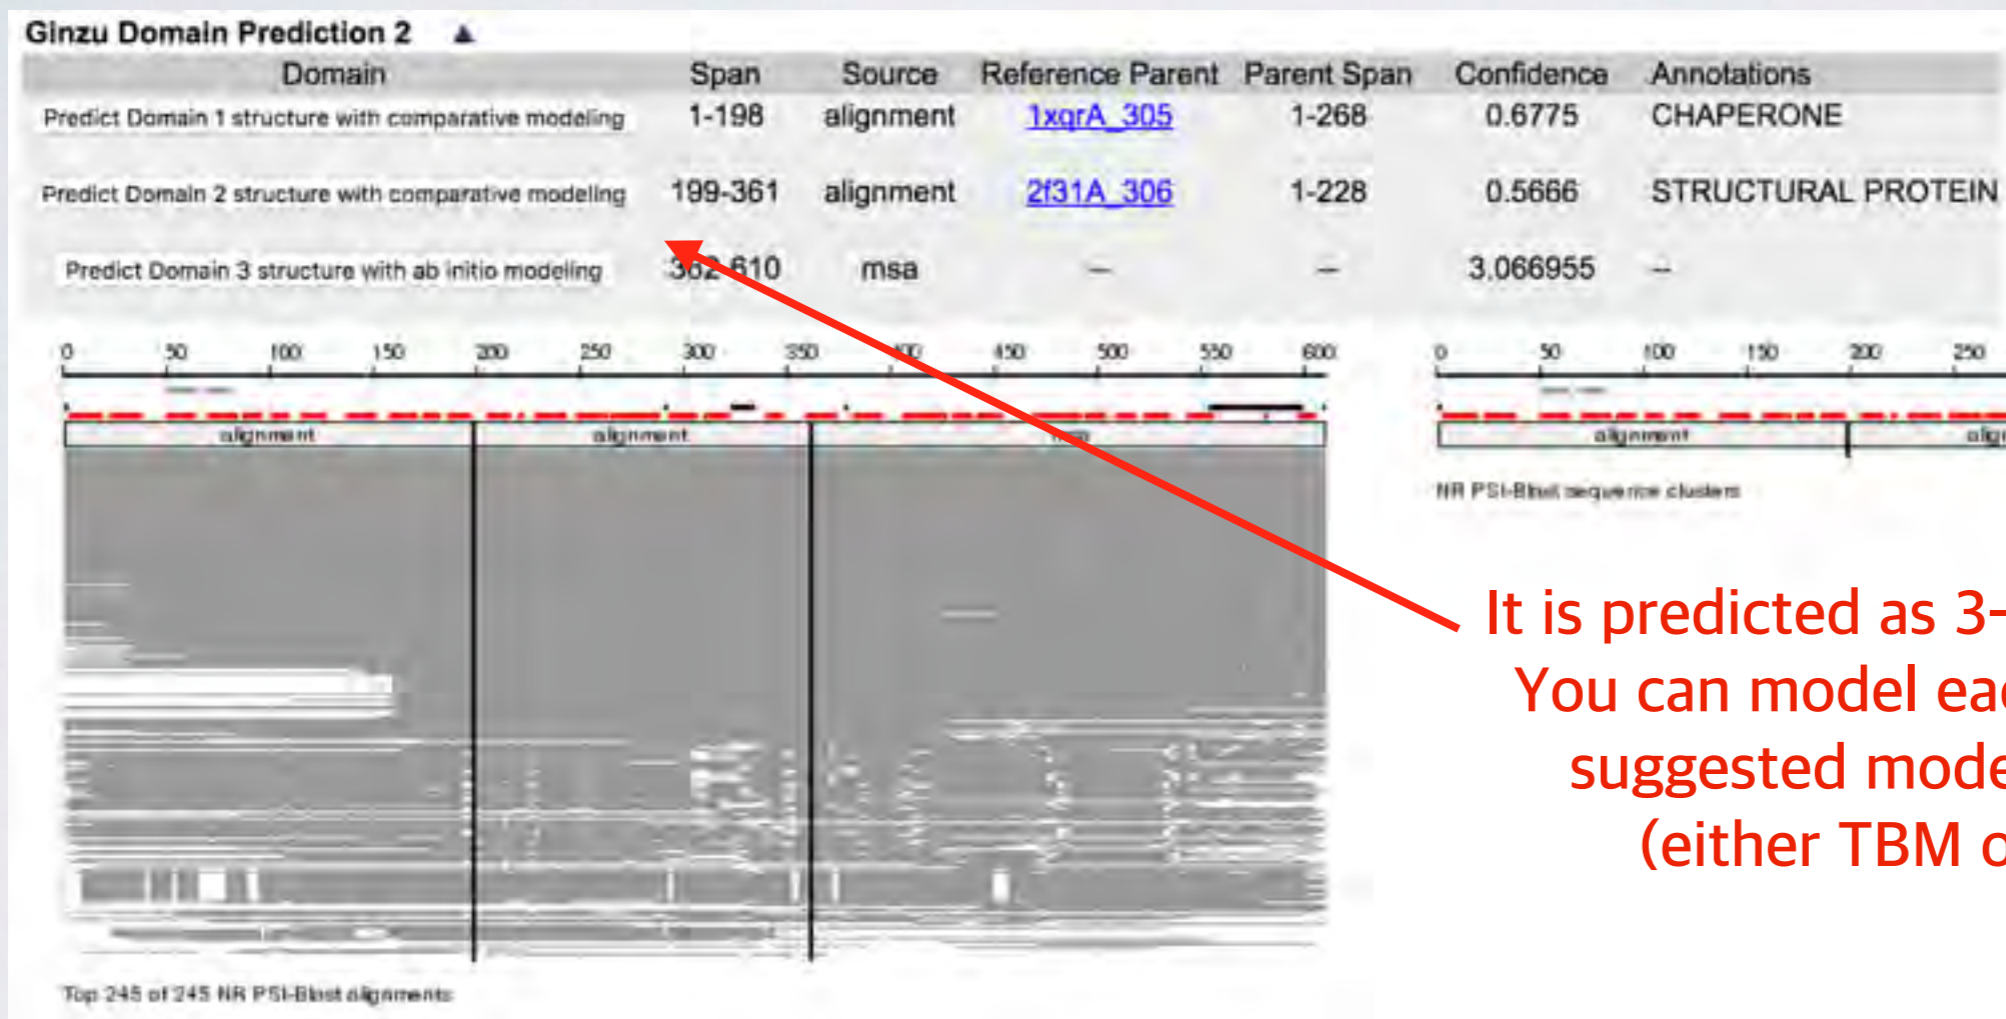 Ginzu Domain Prediction 2 ▲
Domain Span Source Reference Parent Parent Span Confidence Annotations
Predict Domain 1 structure with comparative modeling 1-198 alignment 1xqrA_305 1-268 0.6775 CHAPERONE
Predict Domain 2 structure with comparative modeling 199-361 alignment 2f31A_306 1-228 0.5666 STRUCTURAL PROTEIN
Predict Domain 3 structure with ab initio modeling 362-610 msa -- -- 3.066955 --
0 50 100 150 200 250 300 350 400 450 500 550 600
0 50 100 150 200 250
alignment alignment msa
alignment alig
NR PSI-Blast sequence clusters
It is predicted as 3-
You can model eac
suggested mode
(either TBM o
Top 245 of 245 NR PSI-Blast alignments